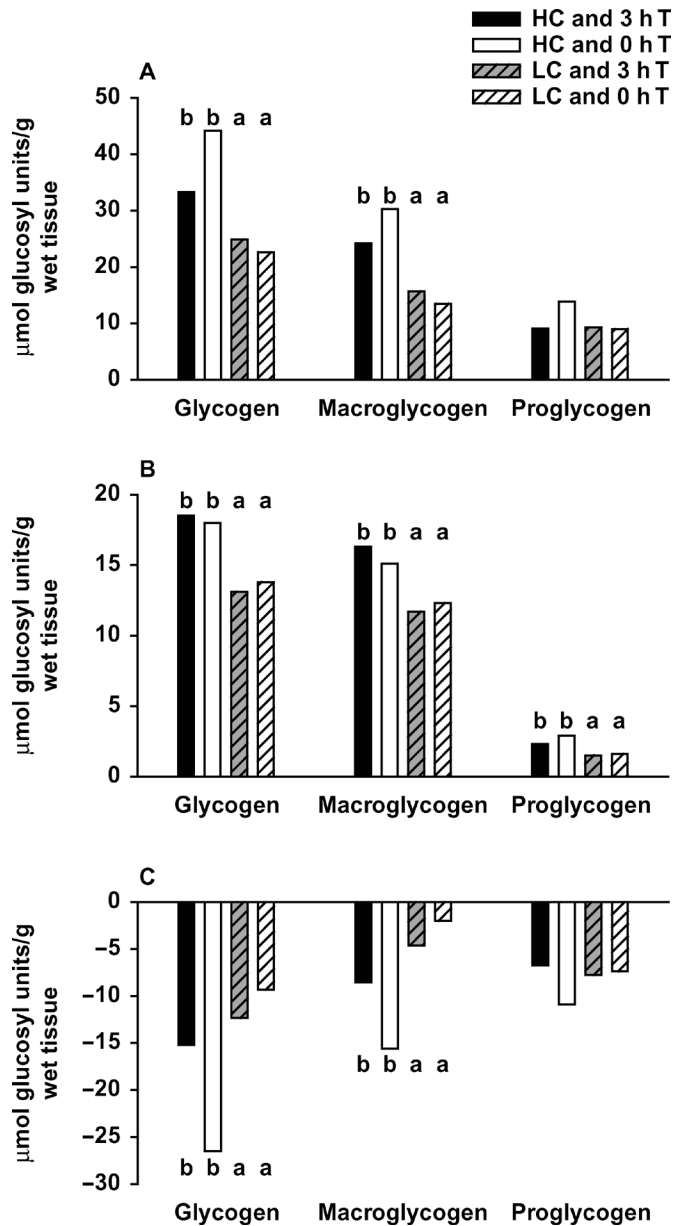 HC and 3 h T
HC and 0 h T
LC and 3 h T
LC and 0 h T
A
µmol glucosyl units/g
wet tissue
50
40
30
20
10
0
b b a a
b b a a
Glycogen Macroglycogen Proglycogen
B
µmol glucosyl units/g
wet tissue
20
15
10
5
0
b b a a
b b a a
b b a a
Glycogen Macroglycogen Proglycogen
C
µmol glucosyl units/g
wet tissue
0
−5
−10
−15
−20
−25
−30
b b a a
b b a a
Glycogen Macroglycogen Proglycogen